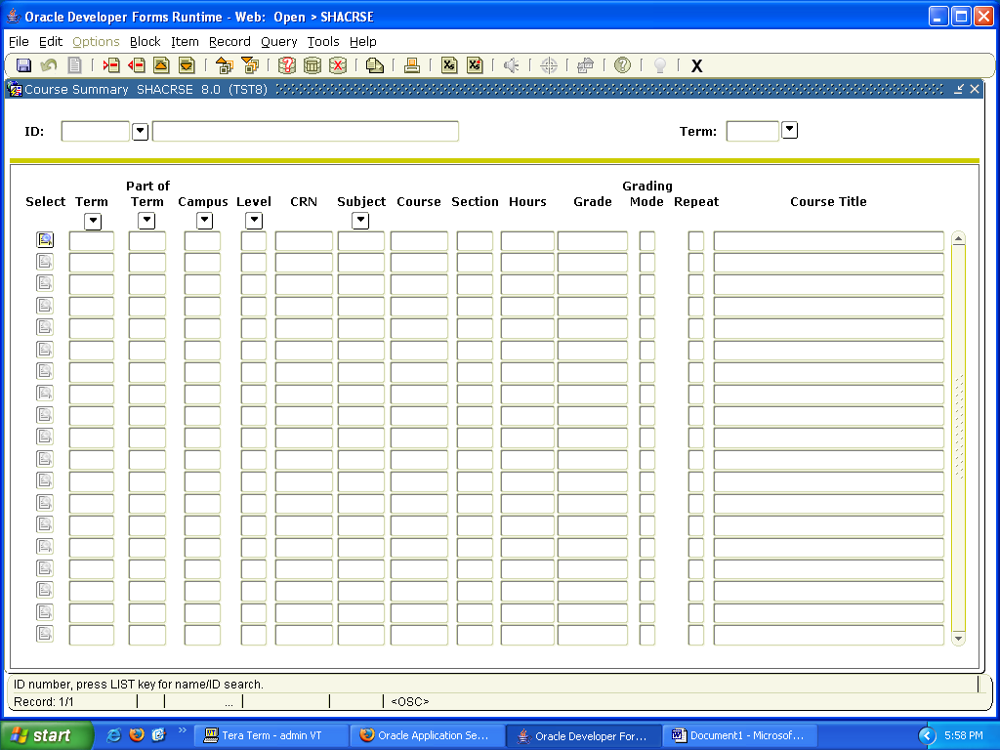 Oracle Developer Forms Runtime - Web: Open > SHACRSE
File Edit Options Block Item Record Query Tools Help
X
Course Summary SHACRSE 8.0 (TST8)
ID: Term:
Part of Grading
Select Term Term Campus Level CRN Subject Course Section Hours Grade Mode Repeat Course Title
ID number, press LIST key for name/ID search.
Record: 1/1 ... <OSC>
start Tera Term - admin VT Oracle Application Se... Oracle Developer For... Document1 - Microsof... 5:58 PM